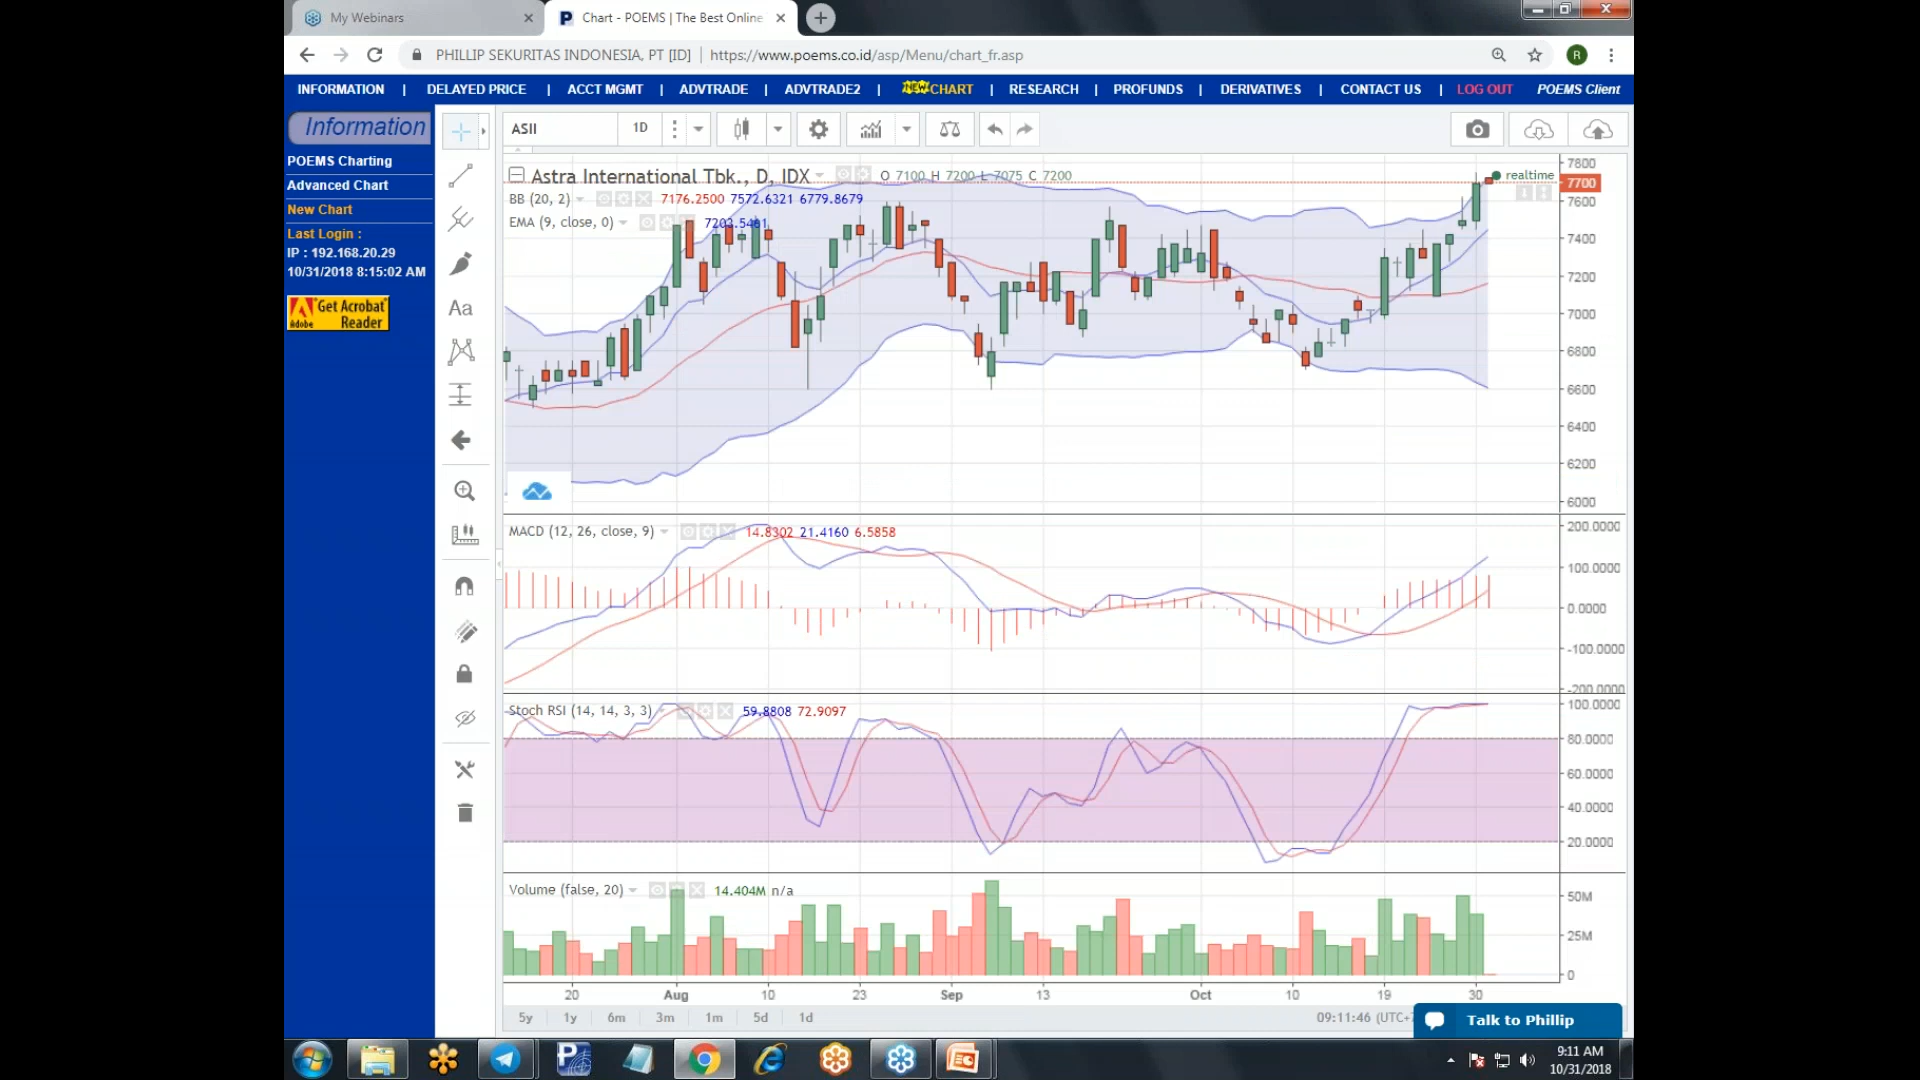 My Webinars
Chart - POEMS | The Best Online
PHILLIP SEKURITAS INDONESIA, PT [ID] | https://www.poems.co.id/asp/Menu/chart_fr.asp
R
INFORMATION | DELAYED PRICE | ACCT MGMT | ADVTRADE | ADVTRADE2 | NEW CHART | RESEARCH | PROFUNDS | DERIVATIVES | CONTACT US | LOG OUT POEMS Client
Information
POEMS Charting
Advanced Chart
New Chart
Last Login :
IP : 192.168.20.29
10/31/2018 8:15:02 AM
Get Acrobat
Adobe Reader
Aa
ASII 1D
Astra International Tbk., D, IDX O 7100 H 7200 L 7075 C 7200
realtime
BB (20, 2) 7176.2500 7572.6321 6779.8679
EMA (9, close, 0) 7203.5461
7800
7700
7600
7400
7200
7000
6800
6600
6400
6200
6000
MACD (12, 26, close, 9) 14.8302 21.4160 6.5858
200.0000
100.0000
0.0000
-100.0000
-200.0000
Stoch RSI (14, 14, 3, 3) 59.8808 72.9097
100.0000
80.0000
60.0000
40.0000
20.0000
Volume (false, 20) 14.404M n/a
50M
25M
0
20 Aug 10 23 Sep 13 Oct 10 19 30
5y 1y 6m 3m 1m 5d 1d
09:11:46 (UTC+7
Talk to Phillip
9:11 AM
10/31/2018